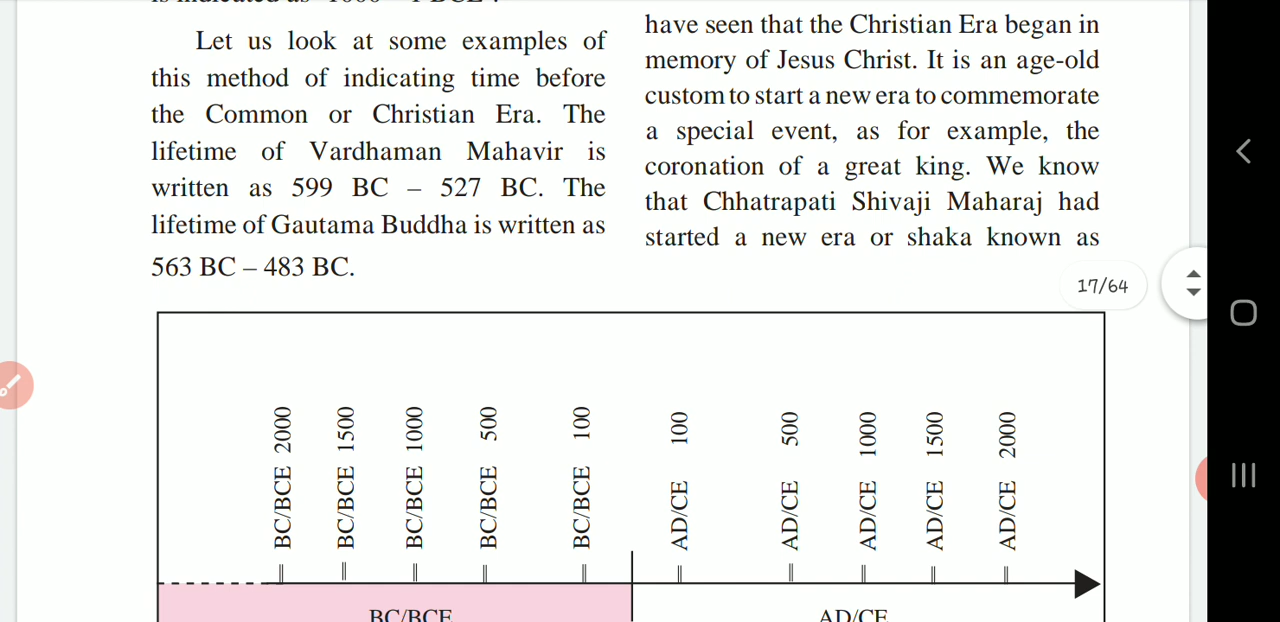 Let us look at some examples of
this method of indicating time before
the Common or Christian Era. The
lifetime of Vardhaman Mahavir is
written as 599 BC – 527 BC. The
lifetime of Gautama Buddha is written as
563 BC – 483 BC.
have seen that the Christian Era began in
memory of Jesus Christ. It is an age-old
custom to start a new era to commemorate
a special event, as for example, the
coronation of a great king. We know
that Chhatrapati Shivaji Maharaj had
started a new era or shaka known as
17/64
BC/BCE 2000
BC/BCE 1500
BC/BCE 1000
BC/BCE 500
BC/BCE 100
AD/CE 100
AD/CE 500
AD/CE 1000
AD/CE 1500
AD/CE 2000
BC/BCE
AD/CE